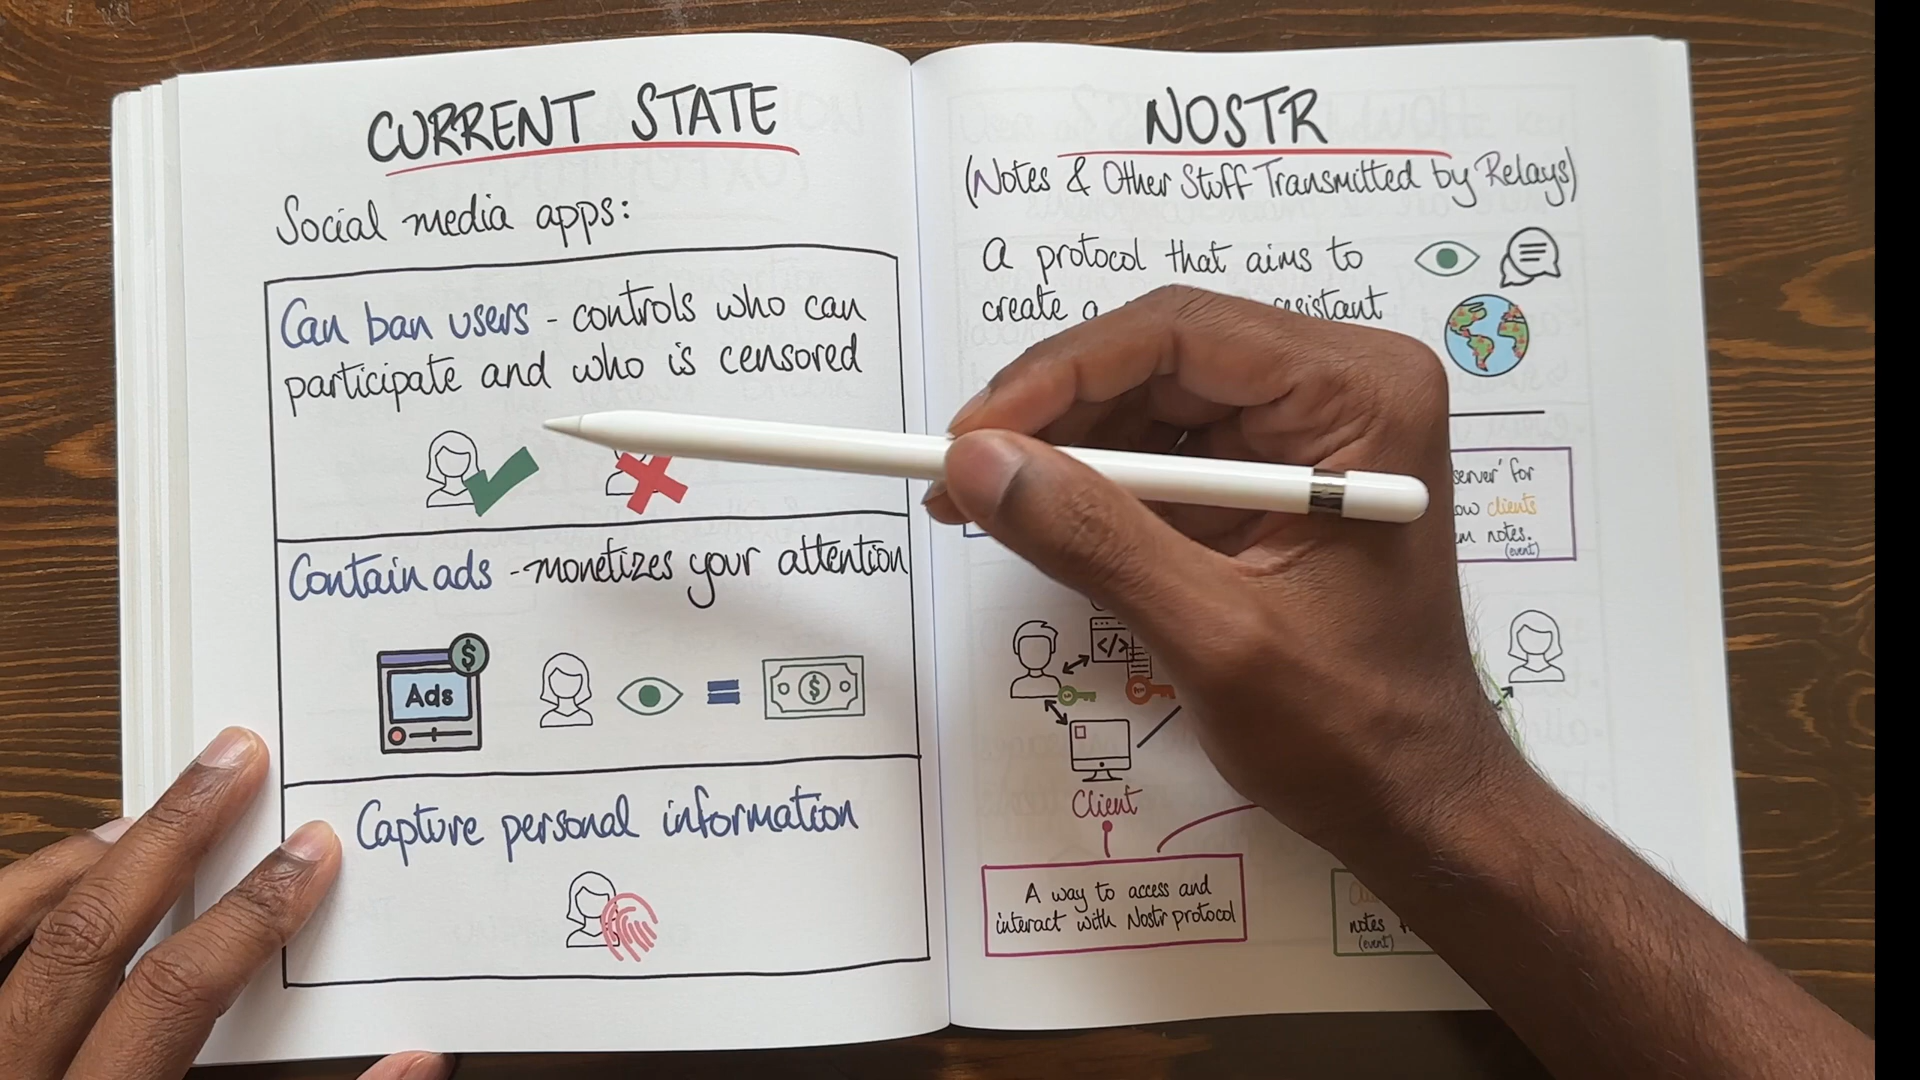 CURRENT STATE
Social media apps:
Can ban users - controls who can
participate and who is censored
Contain ads - monetizes your attention
$
Ads
$
Capture personal information
NOSTR
(Notes & Other Stuff Transmitted by Relays)
A protocol that aims to
create a
server' for
clients
notes.
(event)
</>
Client
A way to access and
interact with Nostr protocol
notes
(event)